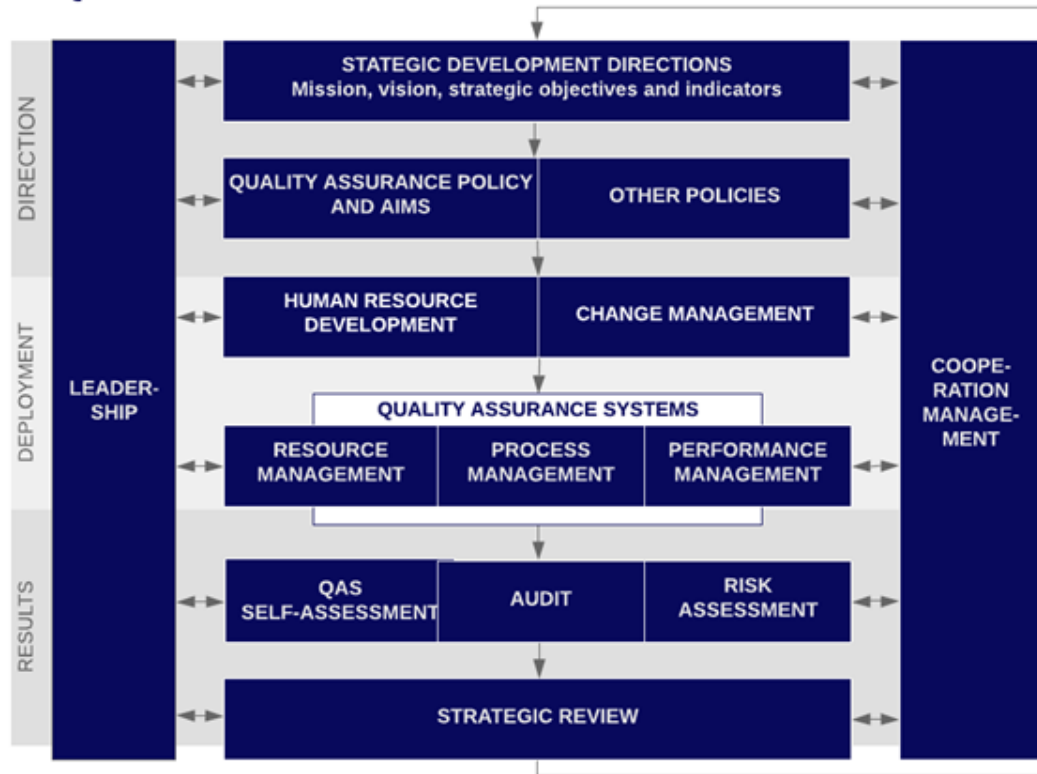 STATEGIC DEVELOPMENT DIRECTIONS
Mission, vision, strategic objectives and indicators
DIRECTION
QUALITY ASSURANCE POLICY
AND AIMS
OTHER POLICIES
HUMAN RESOURCE
DEVELOPMENT
CHANGE MANAGEMENT
DEPLOYMENT
LEADER-
SHIP
COOPE-
RATION
MANAGE-
MENT
QUALITY ASSURANCE SYSTEMS
RESOURCE
MANAGEMENT
PROCESS
MANAGEMENT
PERFORMANCE
MANAGEMENT
RESULTS
QAS
SELF-ASSESSMENT
AUDIT
RISK
ASSESSMENT
STRATEGIC REVIEW